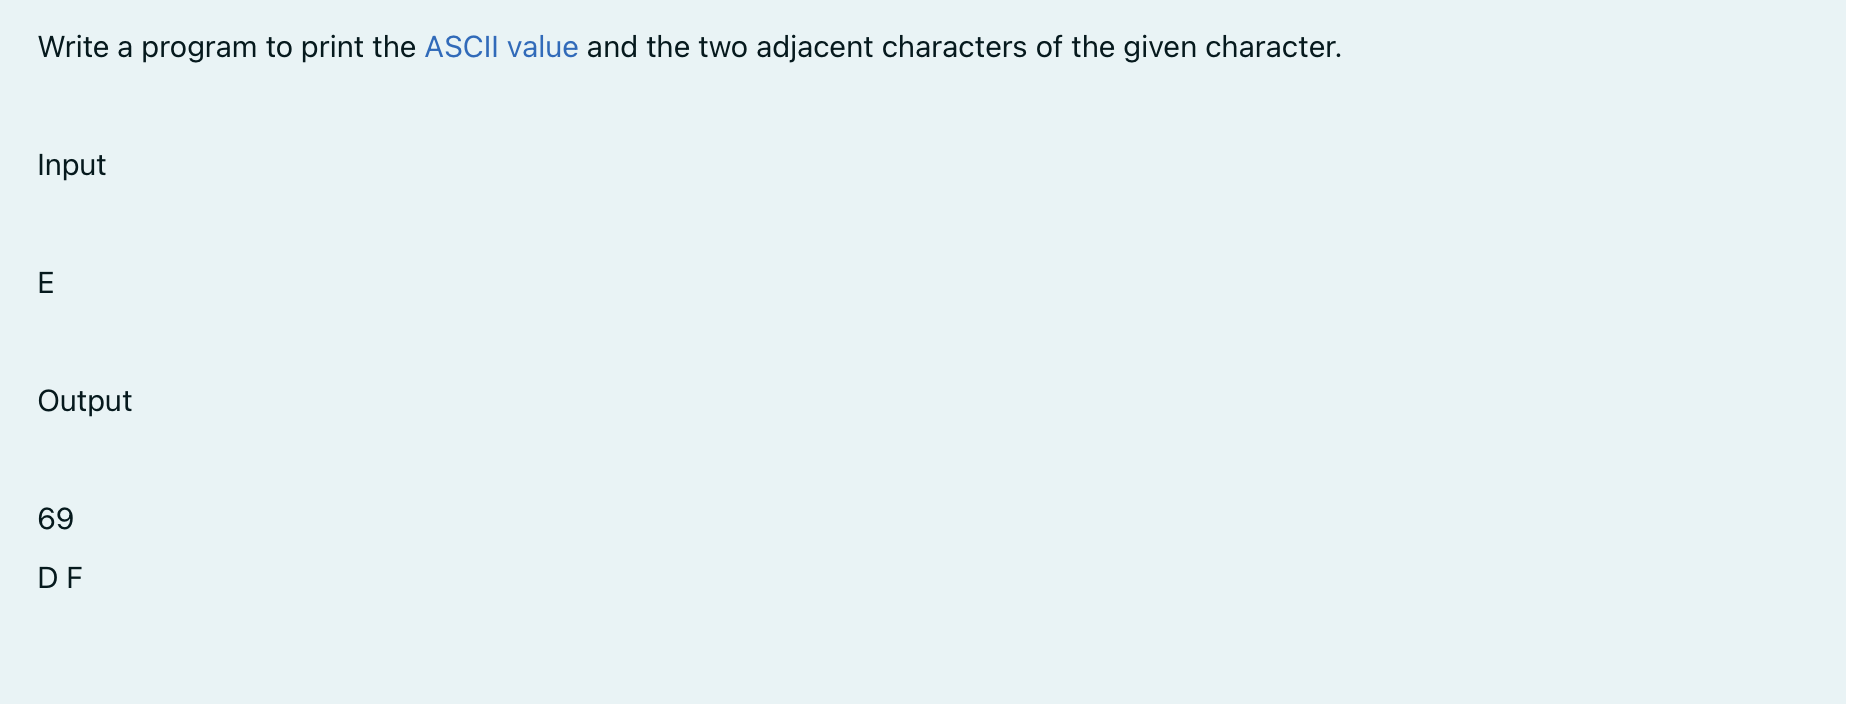 Write a program to print the ASCII value and the two adjacent characters of the given character.
Input
E
Output
69
D F